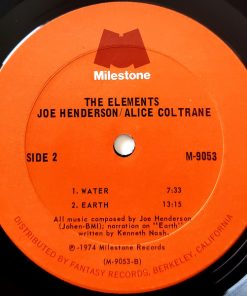 Milestone
THE ELEMENTS
JOE HENDERSON/ALICE COLTRANE
SIDE 2
M-9053
1. WATER 7:33
2. EARTH 13:15
All music composed by Joe Henderson
(Johen-BMI); narration on "Earth"
written by Kenneth Nash.
℗-1974 Milestone Records
(M-9053-B)
DISTRIBUTED BY FANTASY RECORDS, BERKELEY, CALIFORNIA